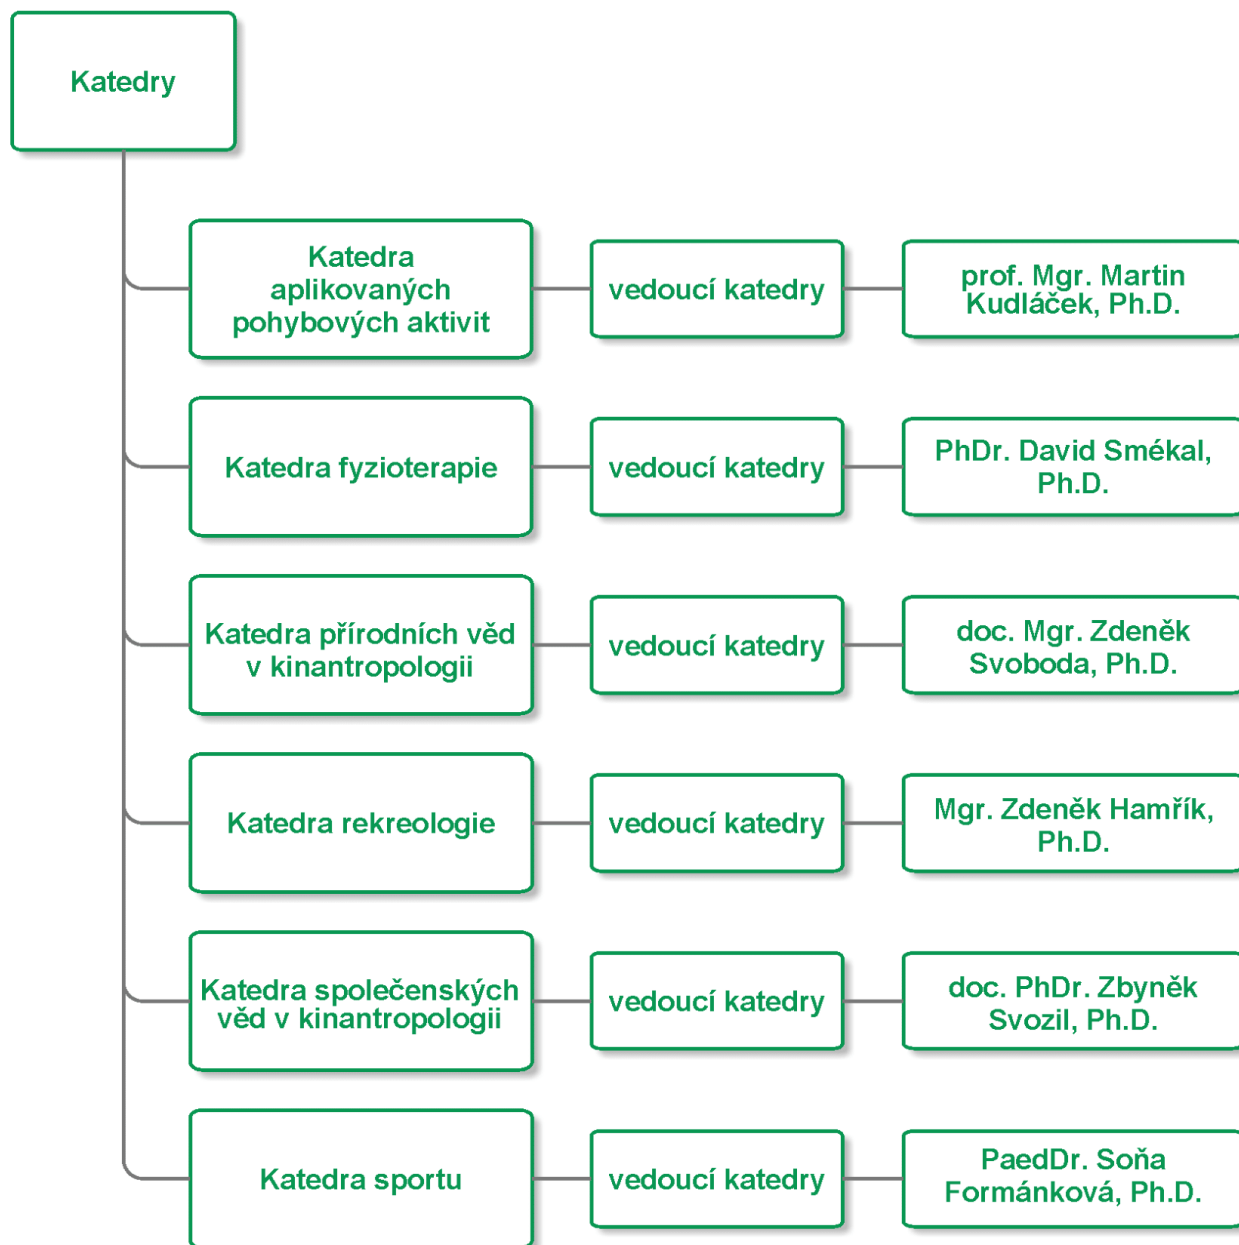 Katedry
Katedra
aplikovaných
pohybových aktivit
vedoucí katedry
prof. Mgr. Martin
Kudláček, Ph.D.
Katedra fyzioterapie
vedoucí katedry
PhDr. David Smékal,
Ph.D.
Katedra přírodních věd
v kinantropologii
vedoucí katedry
doc. Mgr. Zdeněk
Svoboda, Ph.D.
Katedra rekreologie
vedoucí katedry
Mgr. Zdeněk Hamřík,
Ph.D.
Katedra společenských
věd v kinantropologii
vedoucí katedry
doc. PhDr. Zbyněk
Svozil, Ph.D.
Katedra sportu
vedoucí katedry
PaedDr. Soňa
Formánková, Ph.D.